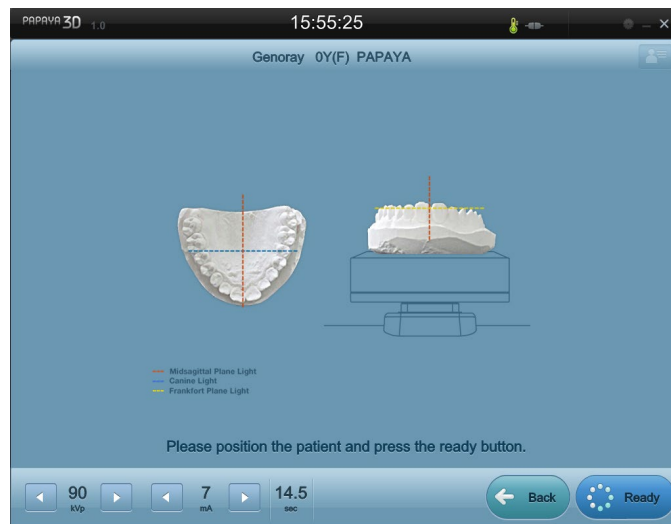 PAPAYA 3D 1.0
15:55:25
Genoray 0Y(F) PAPAYA
Midsagittal Plane Light
Canine Light
Frankfort Plane Light
Please position the patient and press the ready button.
90 kVp
7 mA
14.5 sec
Back
Ready